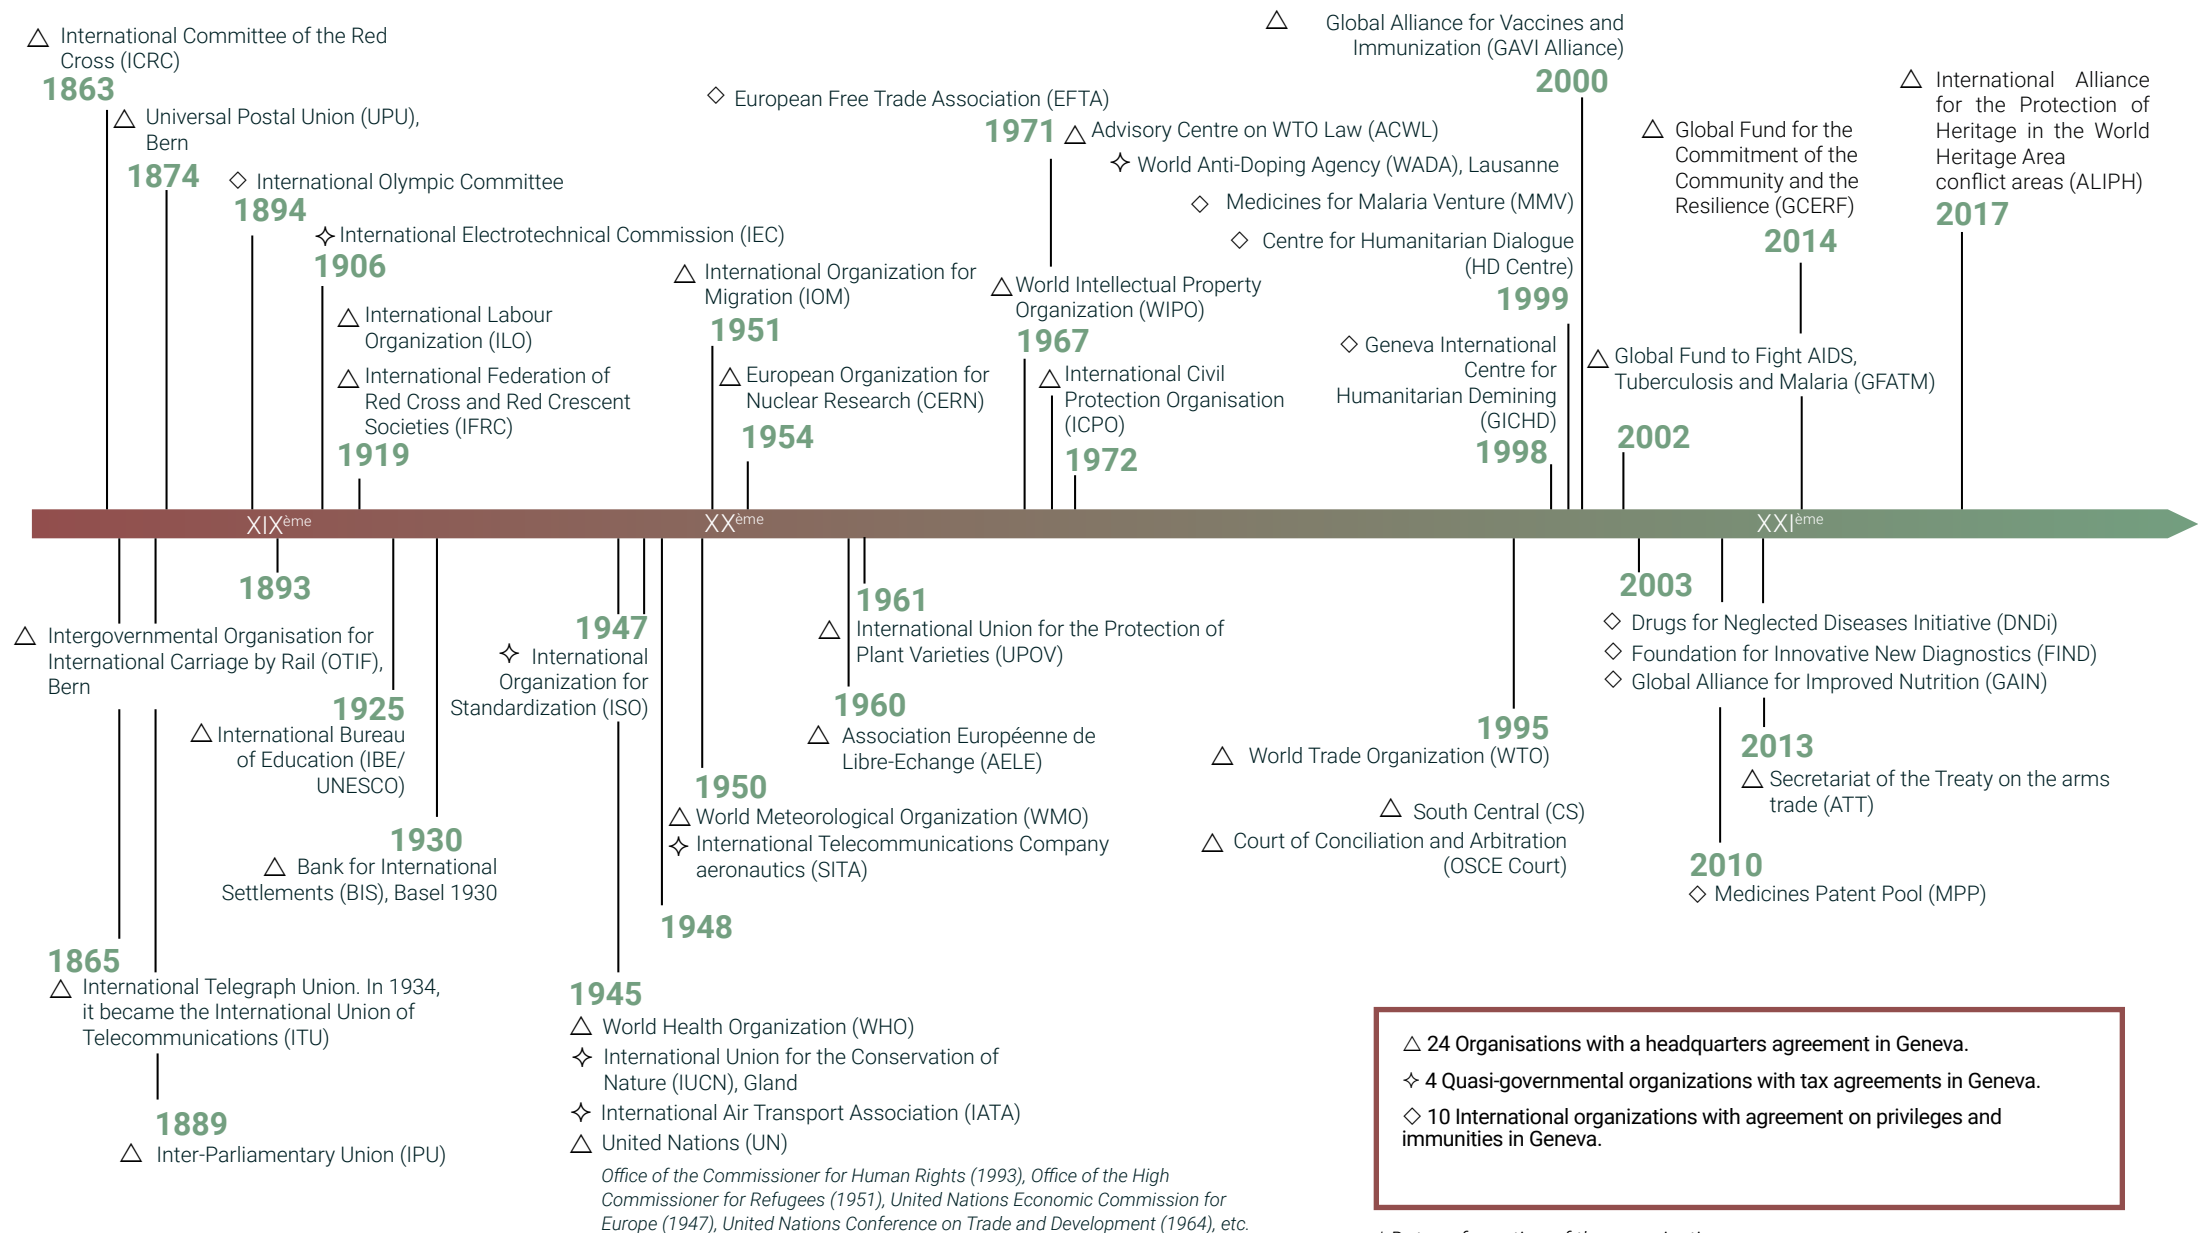 International Committee of the Red
Cross (ICRC)
1863
Universal Postal Union (UPU),
Bern
1874
International Olympic Committee
1894
International Electrotechnical Commission (IEC)
1906
International Labour
Organization (ILO)
International Federation of
Red Cross and Red Crescent
Societies (IFRC)
1919
International Organization for
Migration (IOM)
1951
European Organization for
Nuclear Research (CERN)
1954
European Free Trade Association (EFTA)
1971
Advisory Centre on WTO Law (ACWL)
World Anti-Doping Agency (WADA), Lausanne
Medicines for Malaria Venture (MMV)
Centre for Humanitarian Dialogue
(HD Centre)
1999
World Intellectual Property
Organization (WIPO)
1967
International Civil
Protection Organisation
(ICPO)
1972
Geneva International
Centre for
Humanitarian Demining
(GICHD)
1998
Global Alliance for Vaccines and
Immunization (GAVI Alliance)
2000
Global Fund to Fight AIDS,
Tuberculosis and Malaria (GFATM)
2002
Global Fund for the
Commitment of the
Community and the
Resilience (GCERF)
2014
International Alliance
for the Protection of
Heritage in the World
Heritage Area
conflict areas (ALIPH)
2017
XIXème
XXème
XXIème
1893
Intergovernmental Organisation for
International Carriage by Rail (OTIF),
Bern
1925
International Bureau
of Education (IBE/
UNESCO)
1930
Bank for International
Settlements (BIS), Basel 1930
1865
International Telegraph Union. In 1934,
it became the International Union of
Telecommunications (ITU)
1889
Inter-Parliamentary Union (IPU)
1947
International
Organization for
Standardization (ISO)
1961
International Union for the Protection of
Plant Varieties (UPOV)
1960
Association Européenne de
Libre-Echange (AELE)
1950
World Meteorological Organization (WMO)
International Telecommunications Company
aeronautics (SITA)
1948
1945
World Health Organization (WHO)
International Union for the Conservation of
Nature (IUCN), Gland
International Air Transport Association (IATA)
United Nations (UN)
Office of the Commissioner for Human Rights (1993), Office of the High
Commissioner for Refugees (1951), United Nations Economic Commission for
Europe (1947), United Nations Conference on Trade and Development (1964), etc.
1995
World Trade Organization (WTO)
South Central (CS)
Court of Conciliation and Arbitration
(OSCE Court)
2003
Drugs for Neglected Diseases Initiative (DNDi)
Foundation for Innovative New Diagnostics (FIND)
Global Alliance for Improved Nutrition (GAIN)
2013
Secretariat of the Treaty on the arms
trade (ATT)
2010
Medicines Patent Pool (MPP)
24 Organisations with a headquarters agreement in Geneva.
4 Quasi-governmental organizations with tax agreements in Geneva.
10 International organizations with agreement on privileges and
immunities in Geneva.